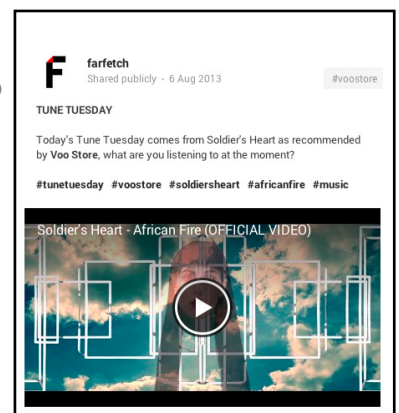 farfetch
Shared publicly - 6 Aug 2013
#voostore
TUNE TUESDAY
Today's Tune Tuesday comes from Soldier's Heart as recommended
by Voo Store, what are you listening to at the moment?
#tunetuesday #voostore #soldiersheart #africanfire #music
Soldier's Heart - African Fire (OFFICIAL VIDEO)